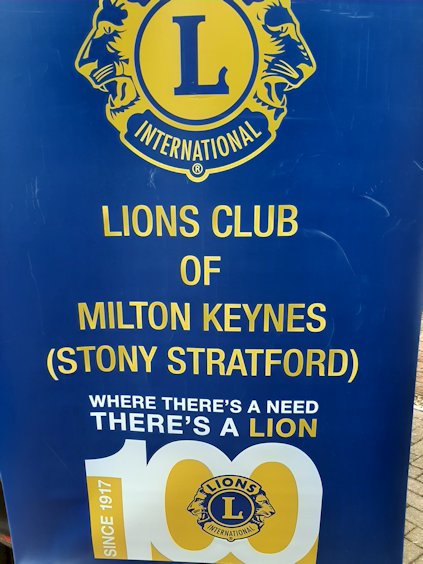 L
INTERNATIONAL
®
LIONS CLUB
OF
MILTON KEYNES
(STONY STRATFORD)
WHERE THERE'S A NEED
THERE'S A LION
100
SINCE 1917
LIONS
L
INTERNATIONAL